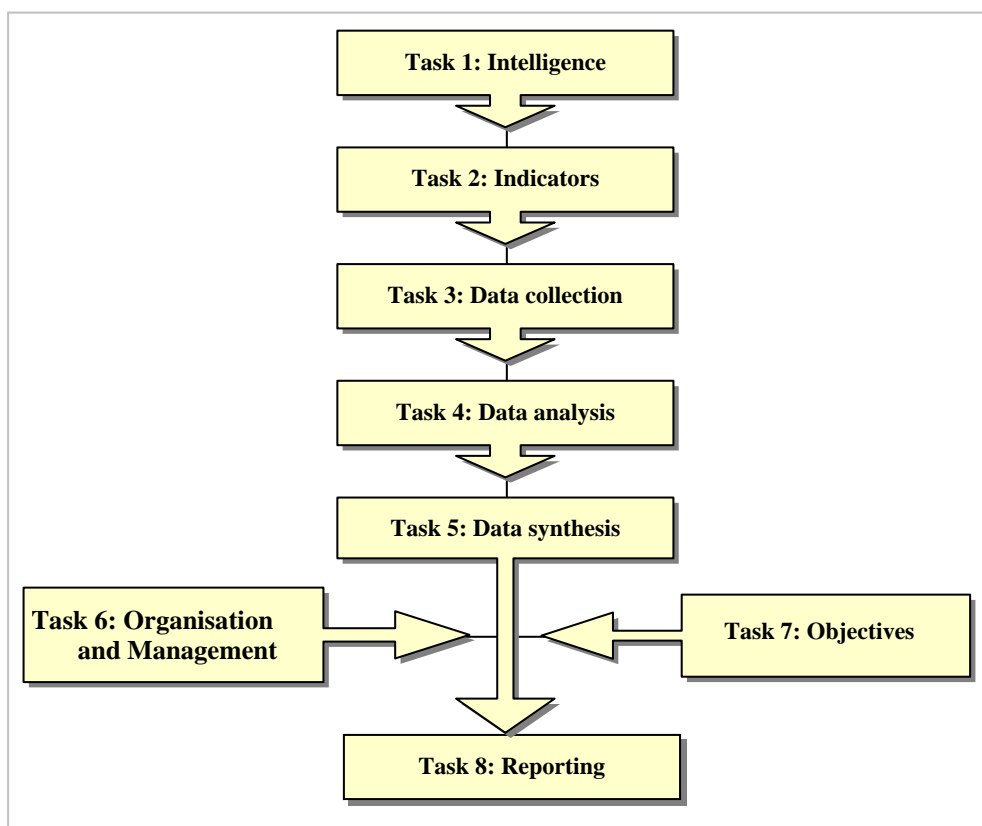 Task 1: Intelligence
Task 2: Indicators
Task 3: Data collection
Task 4: Data analysis
Task 5: Data synthesis
Task 6: Organisation
and Management
Task 7: Objectives
Task 8: Reporting